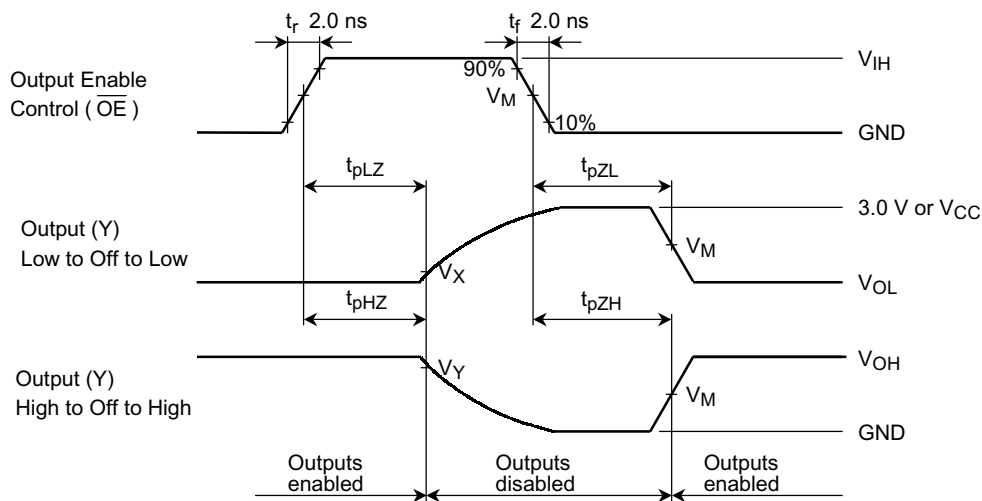 tr 2.0 ns
tf 2.0 ns
Output Enable
Control ( OE )
90%
VM
10%
VIH
GND
tpLZ
tpZL
Output (Y)
Low to Off to Low
VX
VM
3.0 V or VCC
VOL
tpHZ
tpZH
Output (Y)
High to Off to High
VY
VM
VOH
GND
Outputs
enabled
Outputs
disabled
Outputs
enabled